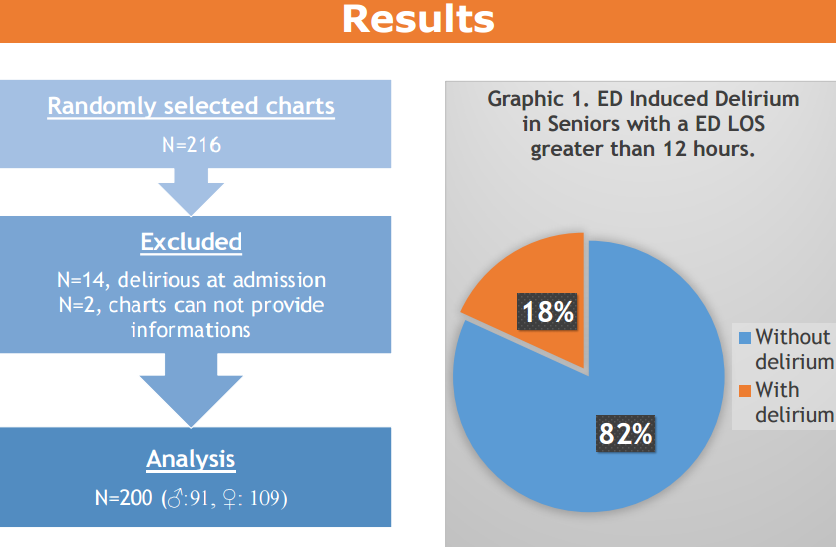 Results
Randomly selected charts
N=216
Excluded
N=14, delirious at admission
N=2, charts can not provide
informations
Analysis
N=200 (♂:91, ♀: 109)
Graphic 1. ED Induced Delirium
in Seniors with a ED LOS
greater than 12 hours.
18%
82%
Without
delirium
With
delirium